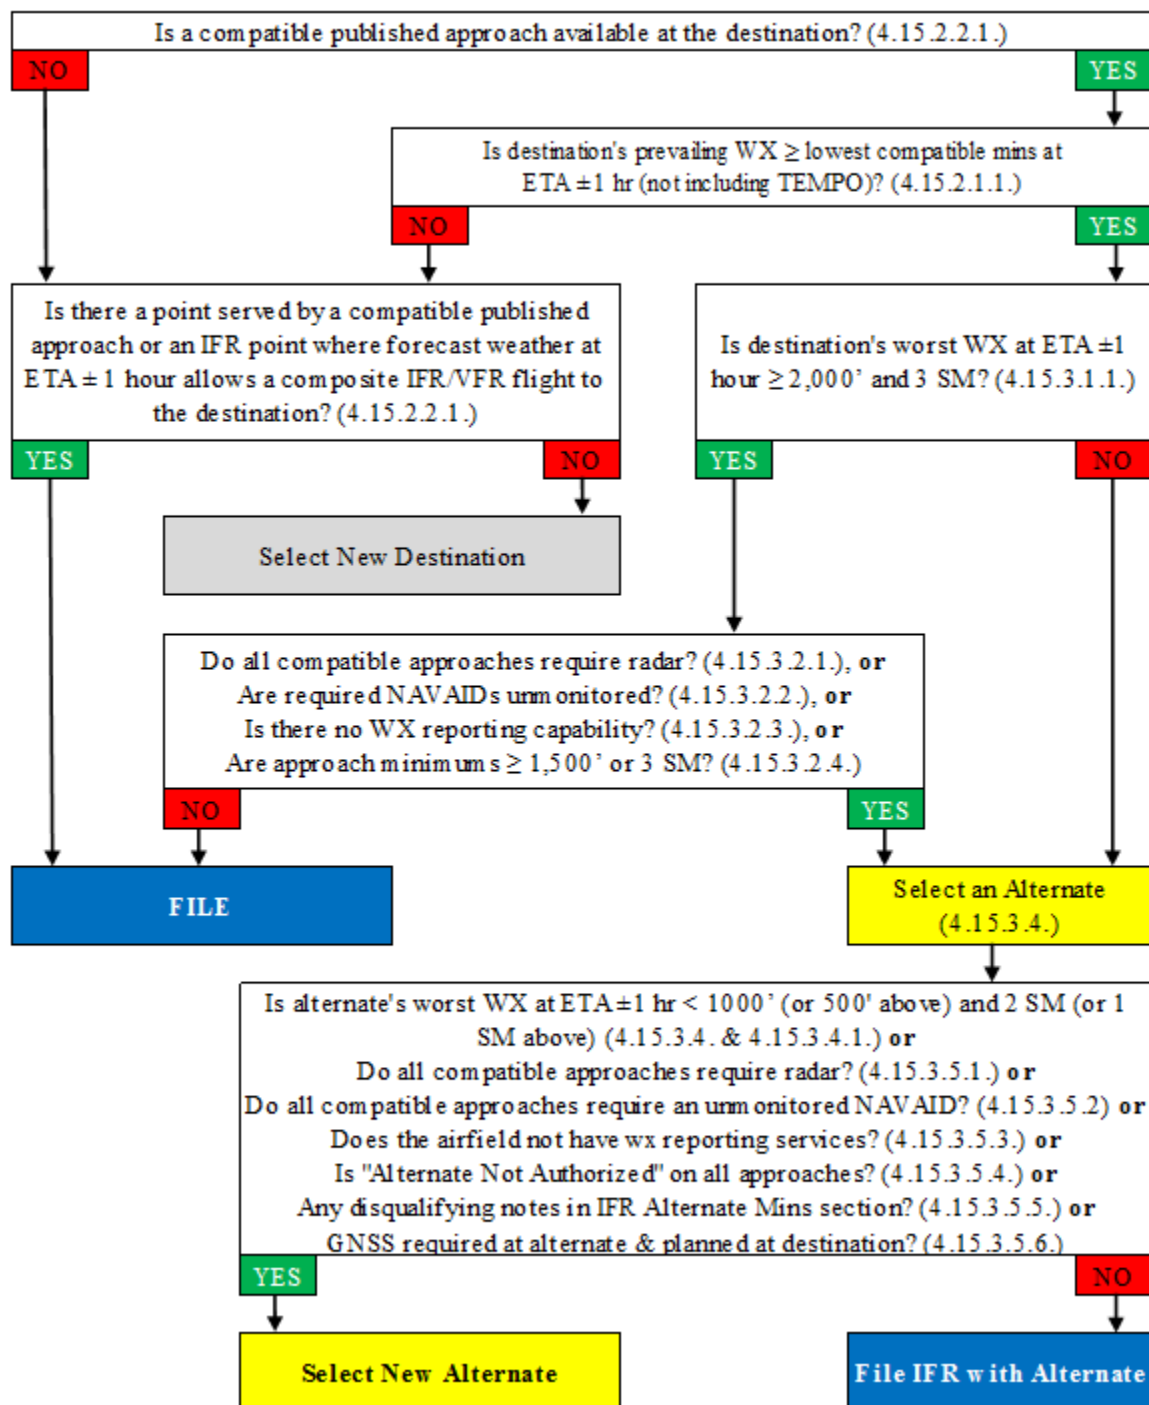 Is a compatible published approach available at the destination? (4.15.2.2.1.)
NO
YES
Is destination's prevailing WX ≥ lowest compatible mins at
ETA ±1 hr (not including TEMPO)? (4.15.2.1.1.)
NO
YES
Is there a point served by a compatible published
approach or an IFR point where forecast weather at
ETA ± 1 hour allows a composite IFR/VFR flight to
the destination? (4.15.2.2.1.)
YES
NO
Is destination's worst WX at ETA ±1
hour ≥ 2,000’ and 3 SM? (4.15.3.1.1.)
YES
NO
Select New Destination
Do all compatible approaches require radar? (4.15.3.2.1.), or
Are required NAVAIDs unmonitored? (4.15.3.2.2.), or
Is there no WX reporting capability? (4.15.3.2.3.), or
Are approach minimums ≥ 1,500’ or 3 SM? (4.15.3.2.4.)
NO
YES
FILE
Select an Alternate
(4.15.3.4.)
Is alternate's worst WX at ETA±1 hr < 1000’ (or 500' above) and 2 SM (or 1
SM above) (4.15.3.4. & 4.15.3.4.1.) or
Do all compatible approaches require radar? (4.15.3.5.1.) or
Do all compatible approaches require an unmonitored NAVAID? (4.15.3.5.2) or
Does the airfield not have wx reporting services? (4.15.3.5.3.) or
Is "Alternate Not Authorized" on all approaches? (4.15.3.5.4.) or
Any disqualifying notes in IFR Alternate Mins section? (4.15.3.5.5.) or
GNSS required at alternate & planned at destination? (4.15.3.5.6.)
YES
NO
Select New Alternate
File IFR with Alternate